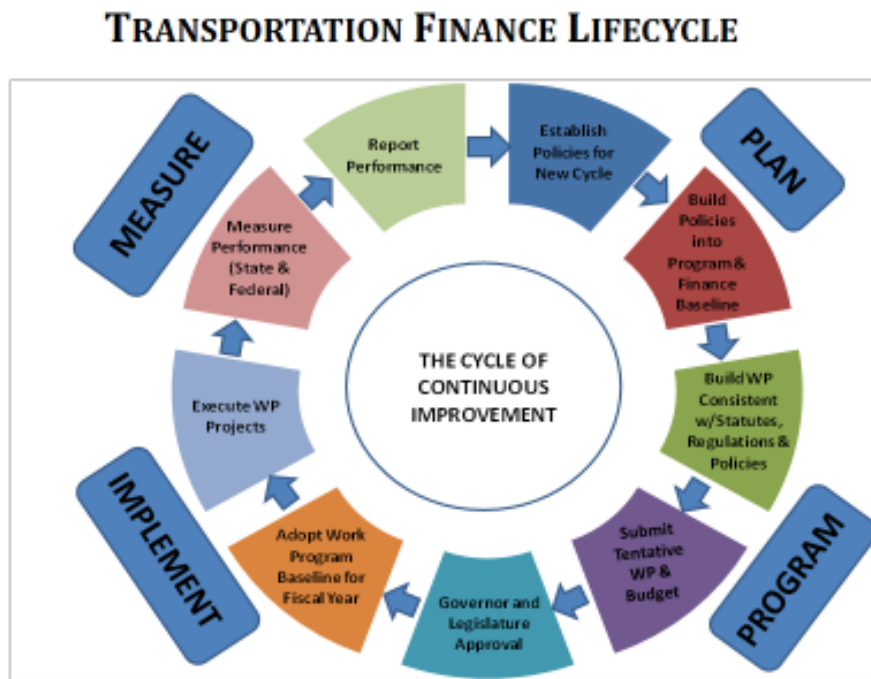 TRANSPORTATION FINANCE LIFECYCLE
MEASURE
PLAN
Report
Performance
Establish
Policies for
New Cycle
Build
Policies
into
Program &
Finance
Baseline
Build WP
Consistent
w/Statutes,
Regulations &
Policies
PROGRAM
Submit
Tentative
WP &
Budget
Governor and
Legislature
Approval
Adopt Work
Program
Baseline for
Fiscal Year
IMPLEMENT
Execute WP
Projects
Measure
Performance
(State &
Federal)
THE CYCLE OF
CONTINUOUS
IMPROVEMENT